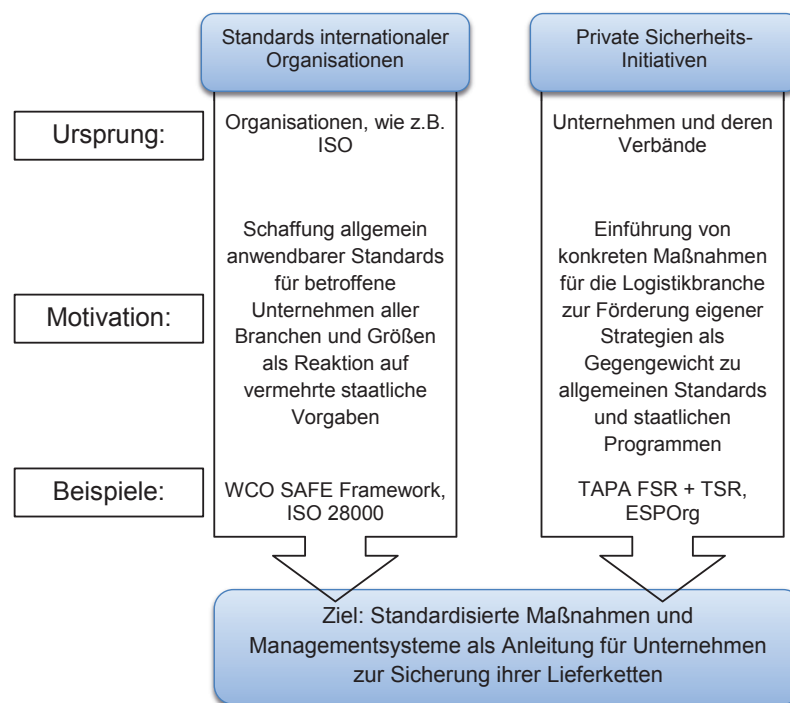 Standards internationaler
Organisationen
Private Sicherheits-
Initiativen
Ursprung:
Organisationen, wie z.B.
ISO
Unternehmen und deren
Verbände
Motivation:
Schaffung allgemein
anwendbarer Standards
für betroffene
Unternehmen aller
Branchen und Größen
als Reaktion auf
vermehrte staatliche
Vorgaben
Einführung von
konkreten Maßnahmen
für die Logistikbranche
zur Förderung eigener
Strategien als
Gegengewicht zu
allgemeinen Standards
und staatlichen
Programmen
Beispiele:
WCO SAFE Framework,
ISO 28000
TAPA FSR + TSR,
ESPOrg
Ziel: Standardisierte Maßnahmen und
Managementsysteme als Anleitung für Unternehmen
zur Sicherung ihrer Lieferketten